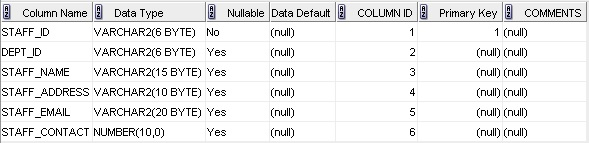 Column Name Data Type Nullable Data Default COLUMN ID Primary Key COMMENTS
STAFF_ID VARCHAR2(6 BYTE) No (null) 1 1 (null)
DEPT_ID VARCHAR2(6 BYTE) Yes (null) 2 (null) (null)
STAFF_NAME VARCHAR2(15 BYTE) Yes (null) 3 (null) (null)
STAFF_ADDRESS VARCHAR2(10 BYTE) Yes (null) 4 (null) (null)
STAFF_EMAIL VARCHAR2(20 BYTE) Yes (null) 5 (null) (null)
STAFF_CONTACT NUMBER(10,0) Yes (null) 6 (null) (null)